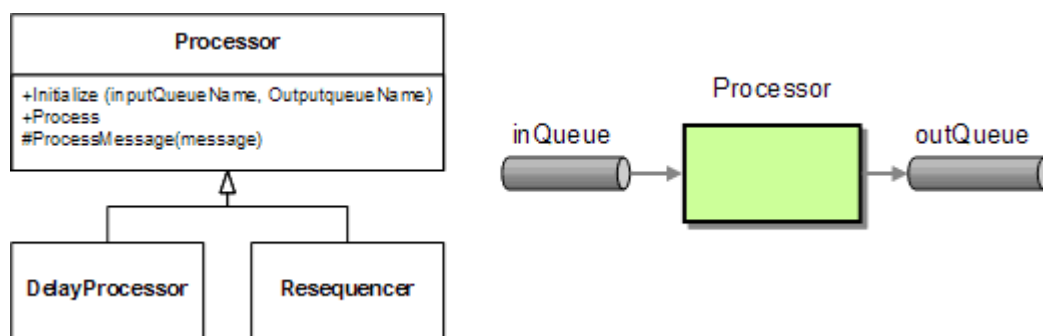 Processor
+Initialize (inputQueueName, OutputqueueName)
+Process
#ProcessMessage(message)
DelayProcessor
Resequencer
Processor
inQueue
outQueue